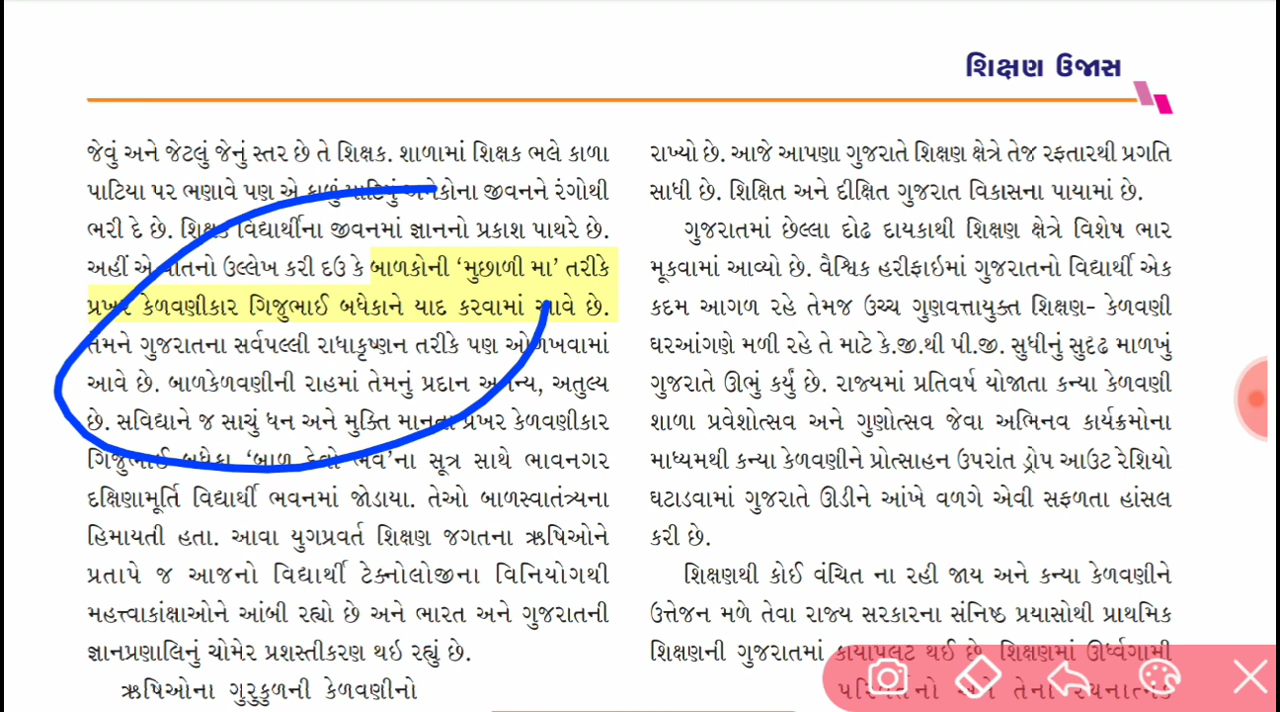 શિક્ષણ ઉજાસ
જેવું અને જેટલું જેનું સ્તર છે તે શિક્ષક. શાળામાં શિક્ષક ભલે કાળા
પાટિયા પર ભણાવે પણ એ કાળું પાટિયું અનેકોના જીવનને રંગોથી
ભરી દે છે. શિક્ષક વિદ્યાર્થીના જીવનમાં જ્ઞાનનો પ્રકાશ પાથરે છે.
અહીં એ વાતનો ઉલ્લેખ કરી દઉ કે બાળકોની ‘મુછાળી મા’ તરીકે
પ્રખર કેળવણીકાર ગિજુભાઈ બધેકાને યાદ કરવામાં આવે છે.
તેમને ગુજરાતના સર્વપલ્લી રાધાકૃષ્ણન તરીકે પણ ઓળખવામાં
આવે છે. બાળકેળવણીની રાહમાં તેમનું પ્રદાન અનન્ય, અતુલ્ય
છે. સવિદ્યાને જ સાચું ધન અને મુક્તિ માનતા પ્રખર કેળવણીકાર
ગિજુભાઈ બધેકા ‘બાળ દેવો ભવ’ના સૂત્ર સાથે ભાવનગર
દક્ષિણામૂર્તિ વિદ્યાર્થી ભવનમાં જોડાયા. તેઓ બાળસ્વાતંત્ર્યના
હિમાયતી હતા. આવા યુગપ્રવર્ત શિક્ષણ જગતના ઋષિઓને
પ્રતાપે જ આજનો વિદ્યાર્થી ટેક્નોલોજીના વિનિયોગથી
મહત્ત્વાકાંક્ષાઓને આંબી રહ્યો છે અને ભારત અને ગુજરાતની
જ્ઞાનપ્રણાલિનું ચોમેર પ્રશસ્તીકરણ થઇ રહ્યું છે.
ઋષિઓના ગુરુકુળની કેળવણીનો
રાખ્યો છે. આજે આપણા ગુજરાતે શિક્ષણ ક્ષેત્રે તેજ રફતારથી પ્રગતિ
સાધી છે. શિક્ષિત અને દીક્ષિત ગુજરાત વિકાસના પાયામાં છે.
ગુજરાતમાં છેલ્લા દોઢ દાયકાથી શિક્ષણ ક્ષેત્રે વિશેષ ભાર
મૂકવામાં આવ્યો છે. વૈશ્વિક હરીફાઇમાં ગુજરાતનો વિદ્યાર્થી એક
કદમ આગળ રહે તેમજ ઉચ્ચ ગુણવત્તાયુક્ત શિક્ષણ- કેળવણી
ઘરઆંગણે મળી રહે તે માટે કે.જી.થી પી.જી. સુધીનું સુદૃઢ માળખું
ગુજરાતે ઊભું કર્યું છે. રાજ્યમાં પ્રતિવર્ષ યોજાતા કન્યા કેળવણી
શાળા પ્રવેશોત્સવ અને ગુણોત્સવ જેવા અભિનવ કાર્યક્રમોના
માધ્યમથી કન્યા કેળવણીને પ્રોત્સાહન ઉપરાંત ડ્રોપ આઉટ રેશિયો
ઘટાડવામાં ગુજરાતે ઊડીને આંખે વળગે એવી સફળતા હાંસલ
કરી છે.
શિક્ષણથી કોઈ વંચિત ના રહી જાય અને કન્યા કેળવણીને
ઉત્તેજન મળે તેવા રાજ્ય સરકારના સંનિષ્ઠ પ્રયાસોથી પ્રાથમિક
શિક્ષણની ગુજરાતમાં કાયાપલટ થઈ છે. શિક્ષણમાં ઊર્ધ્વગામી
પરિવર્તનો અને તેના રચનાત્મક